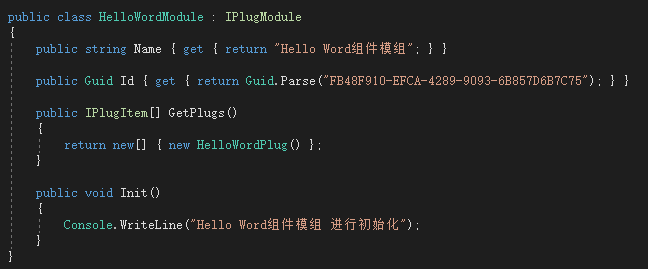 public class HelloWordModule : IPlugModule
{
public string Name { get { return "Hello Word组件模组"; } }
public Guid Id { get { return Guid.Parse("FB48F910-EFCA-4289-9093-6B857D6B7C75"); } }
public IPlugItem[] GetPlugs()
{
return new[] { new HelloWordPlug() };
}
public void Init()
{
Console.WriteLine("Hello Word组件模组 进行初始化");
}
}